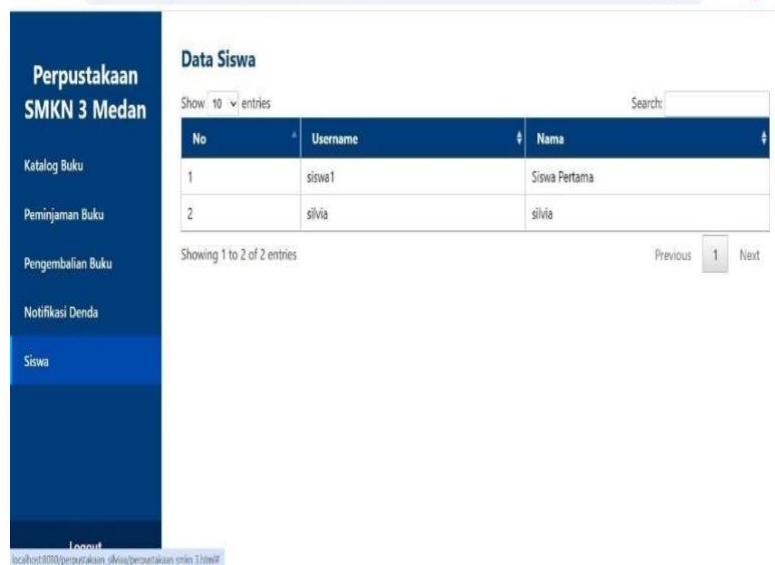 Perpustakaan
SMKN 3 Medan
Katalog Buku
Peminjaman Buku
Pengembalian Buku
Notifikasi Denda
Siswa
Logout
Data Siswa
Show 10 entries
Search:
No Username Nama
1 siswa1 Siswa Pertama
2 silvia silvia
Showing 1 to 2 of 2 entries
Previous 1 Next